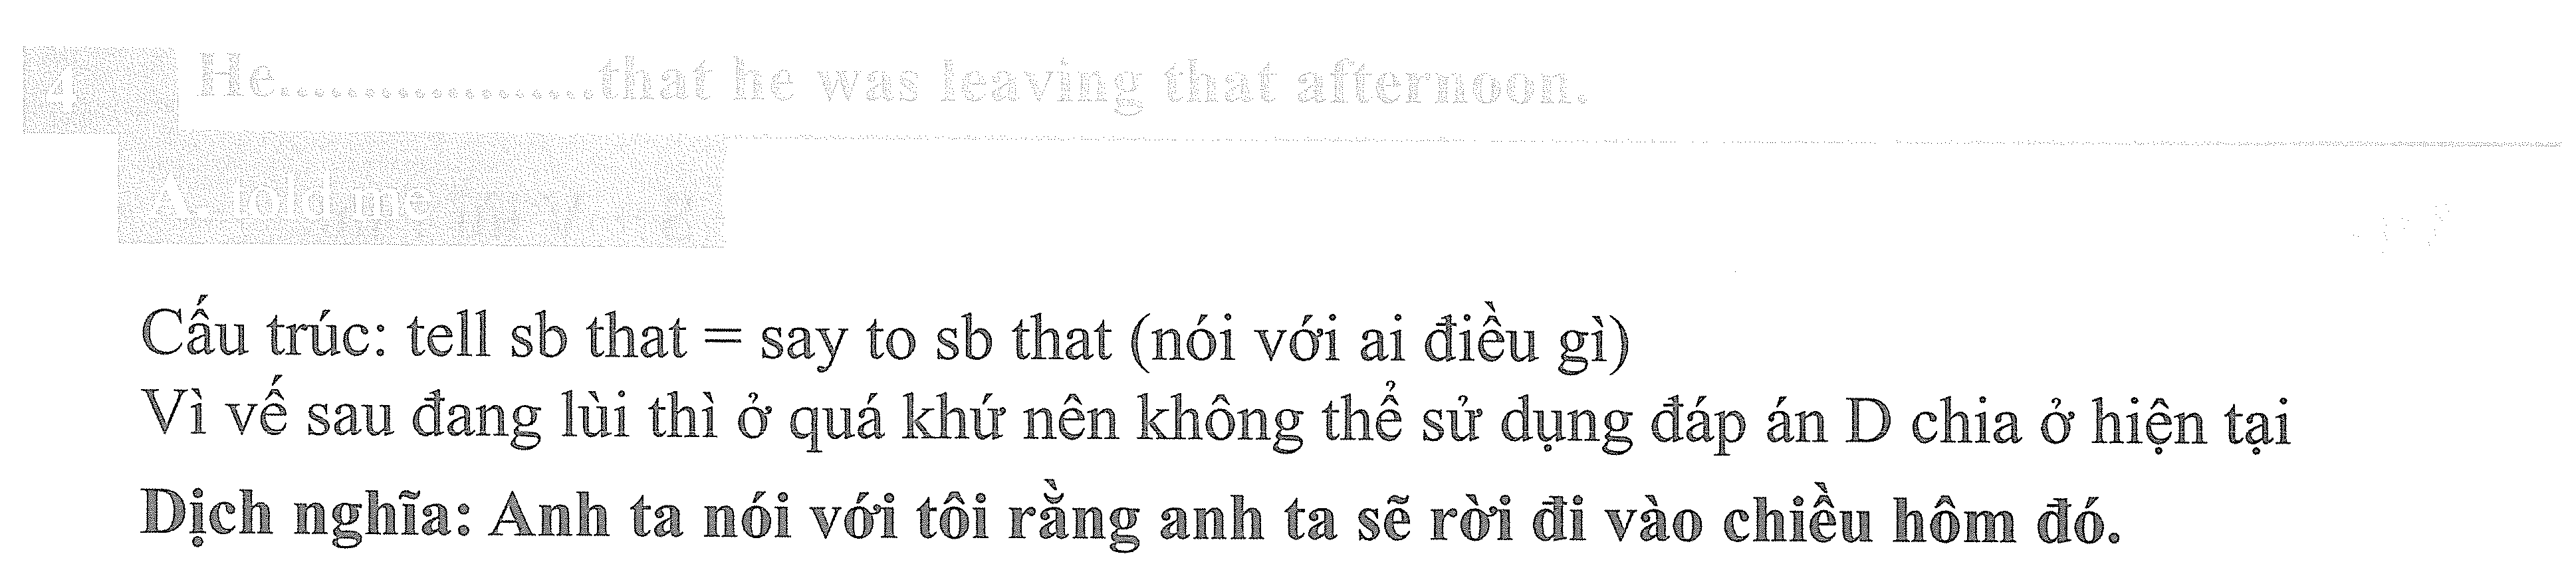 4 He....................that he was leaving that afternoon.
A. told me
Cấu trúc: tell sb that = say to sb that (nói với ai điều gì)
Vì vế sau đang lùi thì ở quá khứ nên không thể sử dụng đáp án D chia ở hiện tại
Dịch nghĩa: Anh ta nói với tôi rằng anh ta sẽ rời đi vào chiều hôm đó.